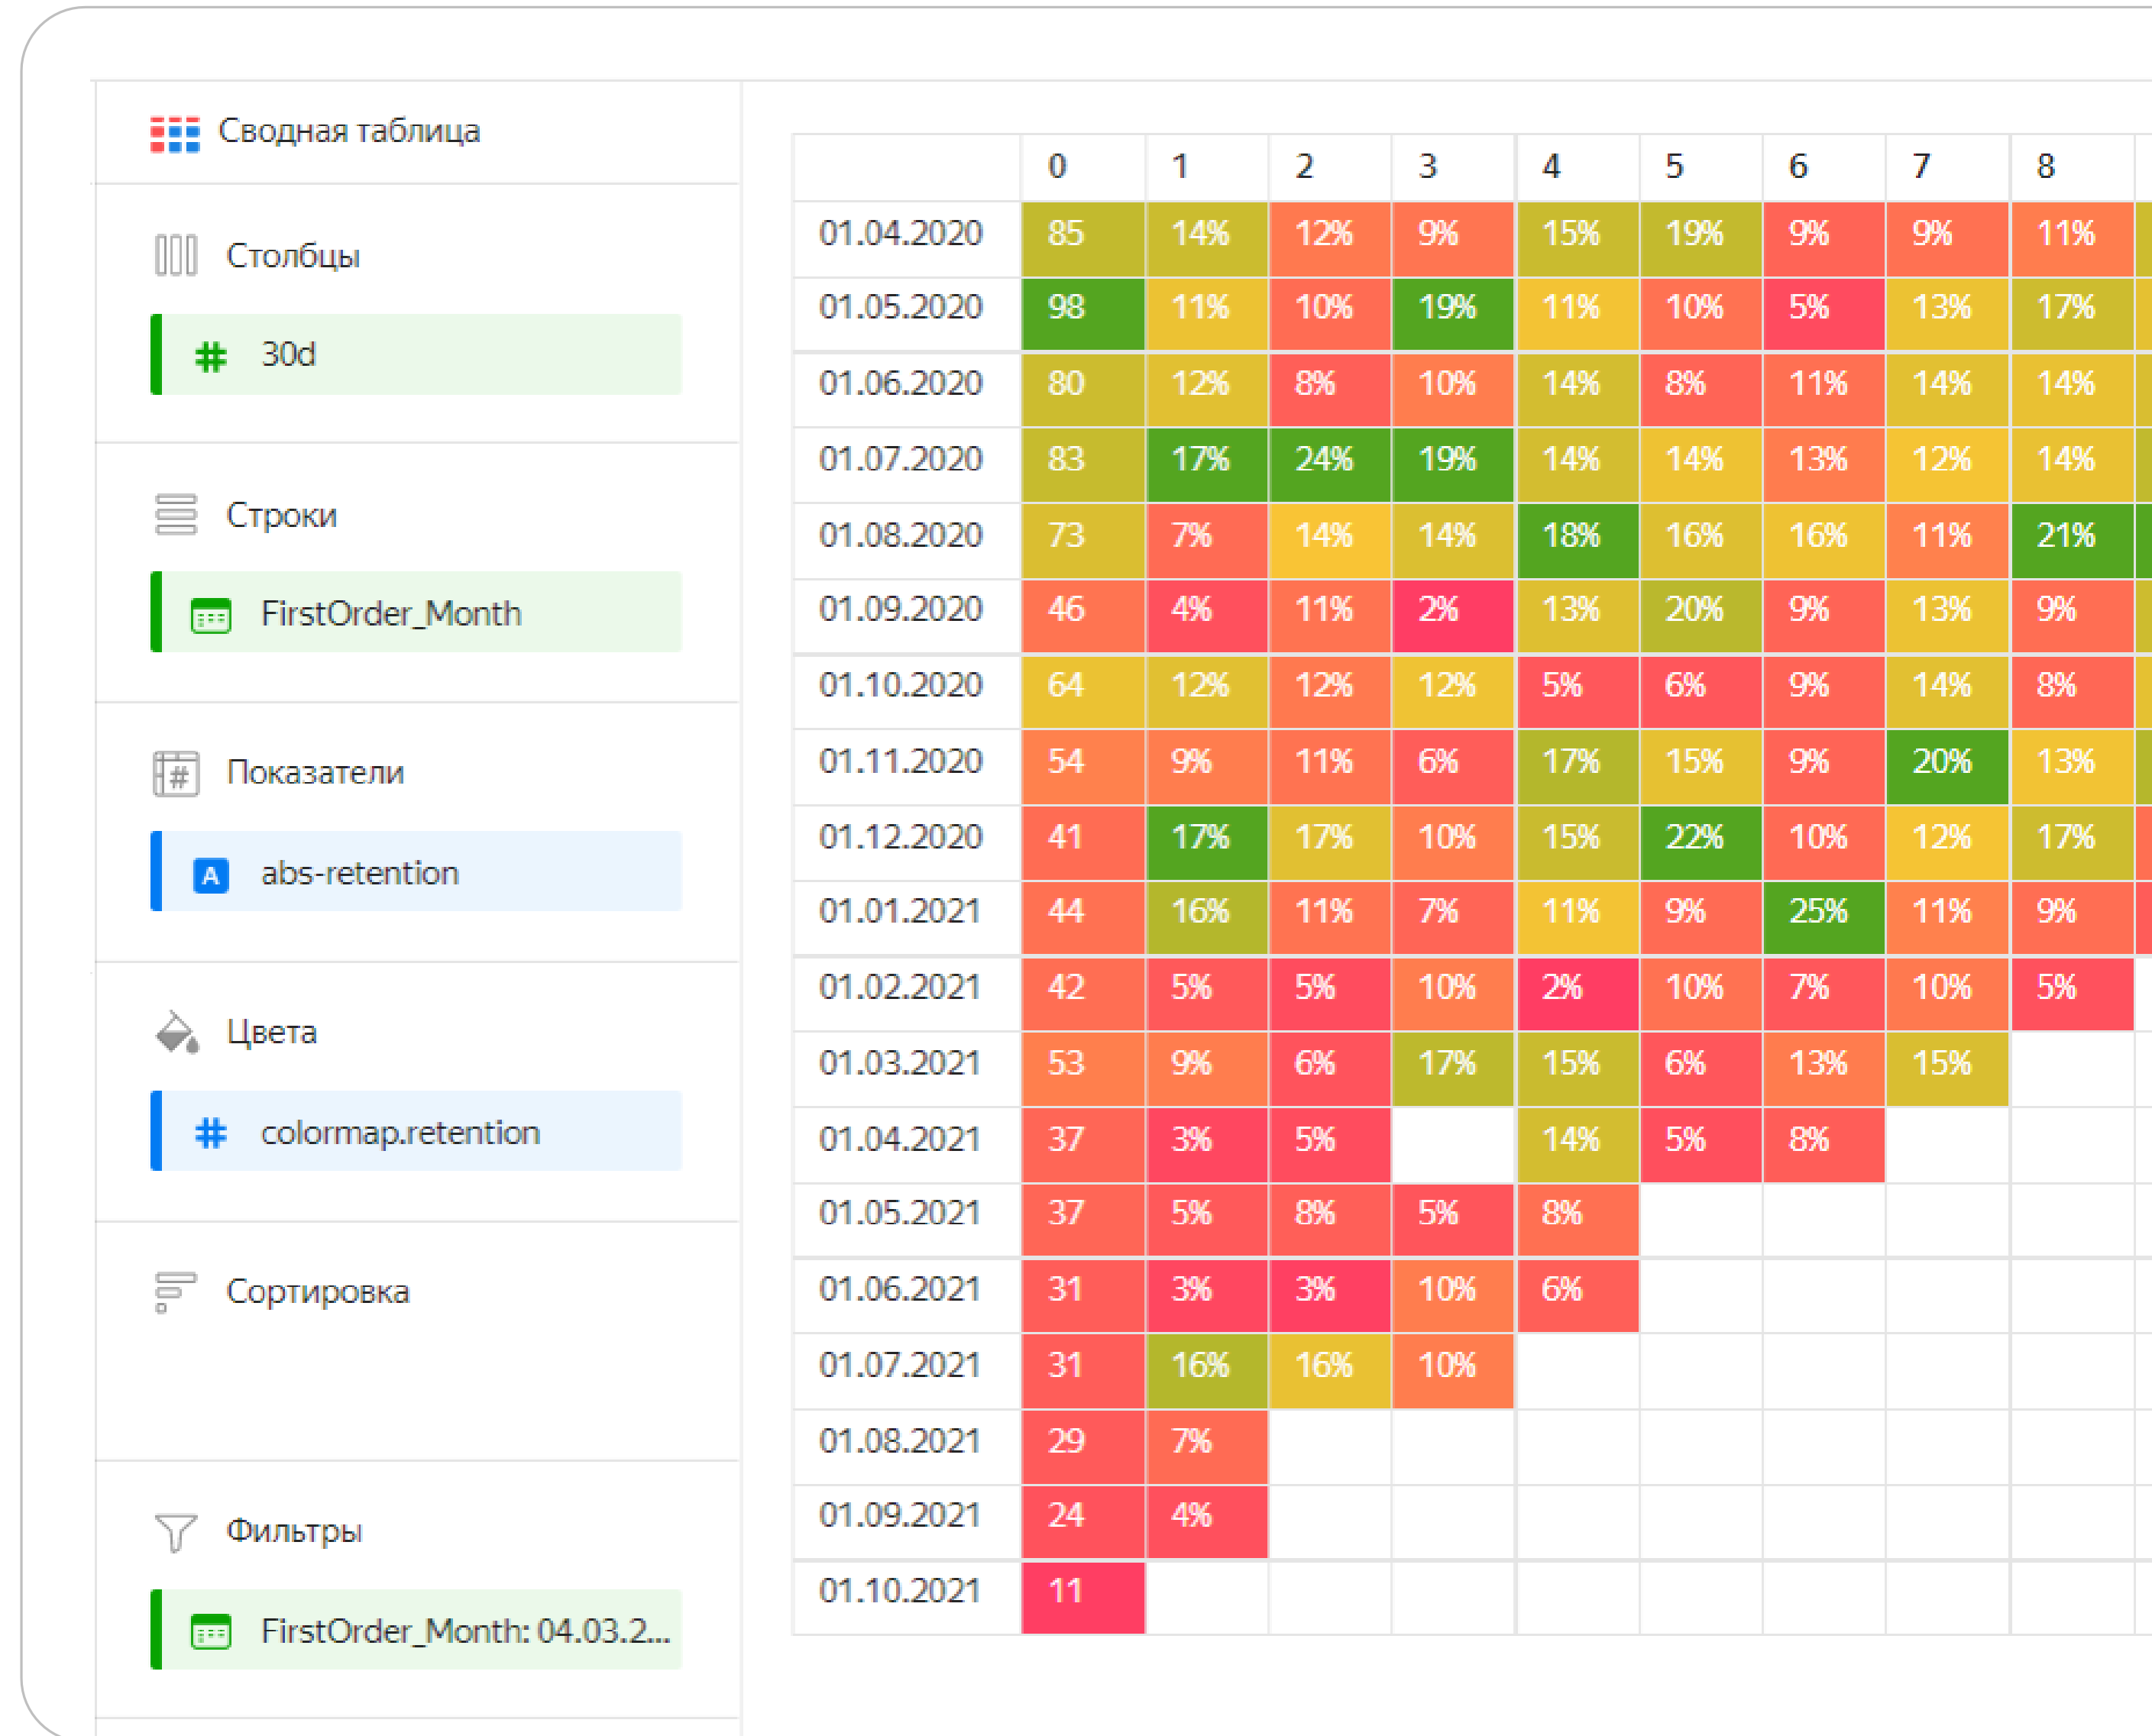 Сводная таблица
Столбцы
30d
Строки
FirstOrder_Month
Показатели
abs-retention
Цвета
colormap.retention
Сортировка
Фильтры
FirstOrder_Month: 04.03.2...
0 1 2 3 4 5 6 7 8
01.04.2020 85 14% 12% 9% 15% 19% 9% 9% 11%
01.05.2020 98 11% 10% 19% 11% 10% 5% 13% 17%
01.06.2020 80 12% 8% 10% 14% 8% 11% 14% 14%
01.07.2020 83 17% 24% 19% 14% 14% 13% 12% 14%
01.08.2020 73 7% 14% 14% 18% 16% 16% 11% 21%
01.09.2020 46 4% 11% 2% 13% 20% 9% 13% 9%
01.10.2020 64 12% 12% 12% 5% 6% 9% 14% 8%
01.11.2020 54 9% 11% 6% 17% 15% 9% 20% 13%
01.12.2020 41 17% 17% 10% 15% 22% 10% 12% 17%
01.01.2021 44 16% 11% 7% 11% 9% 25% 11% 9%
01.02.2021 42 5% 5% 10% 2% 10% 7% 10% 5%
01.03.2021 53 9% 6% 17% 15% 6% 13% 15%
01.04.2021 37 3% 5% 14% 5% 8%
01.05.2021 37 5% 8% 5% 8%
01.06.2021 31 3% 3% 10% 6%
01.07.2021 31 16% 16% 10%
01.08.2021 29 7%
01.09.2021 24 4%
01.10.2021 11